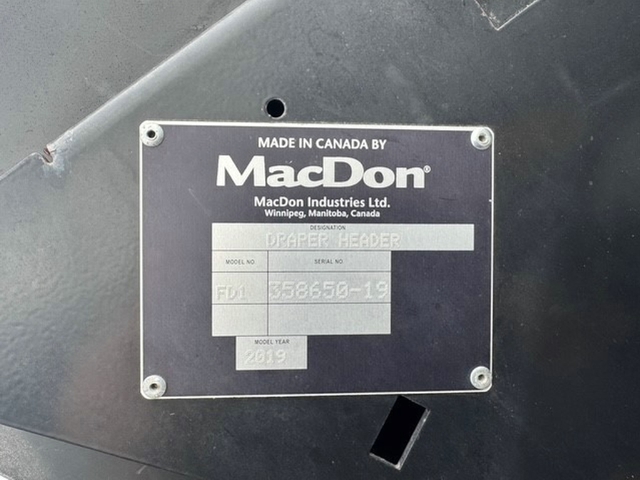 MADE IN CANADA BY
MacDon®
MacDon Industries Ltd.
Winnipeg, Manitoba, Canada
DESIGNATION
DRAPER HEADER
MODEL NO. SERIAL NO.
FD1 358650-19
MODEL YEAR
2019